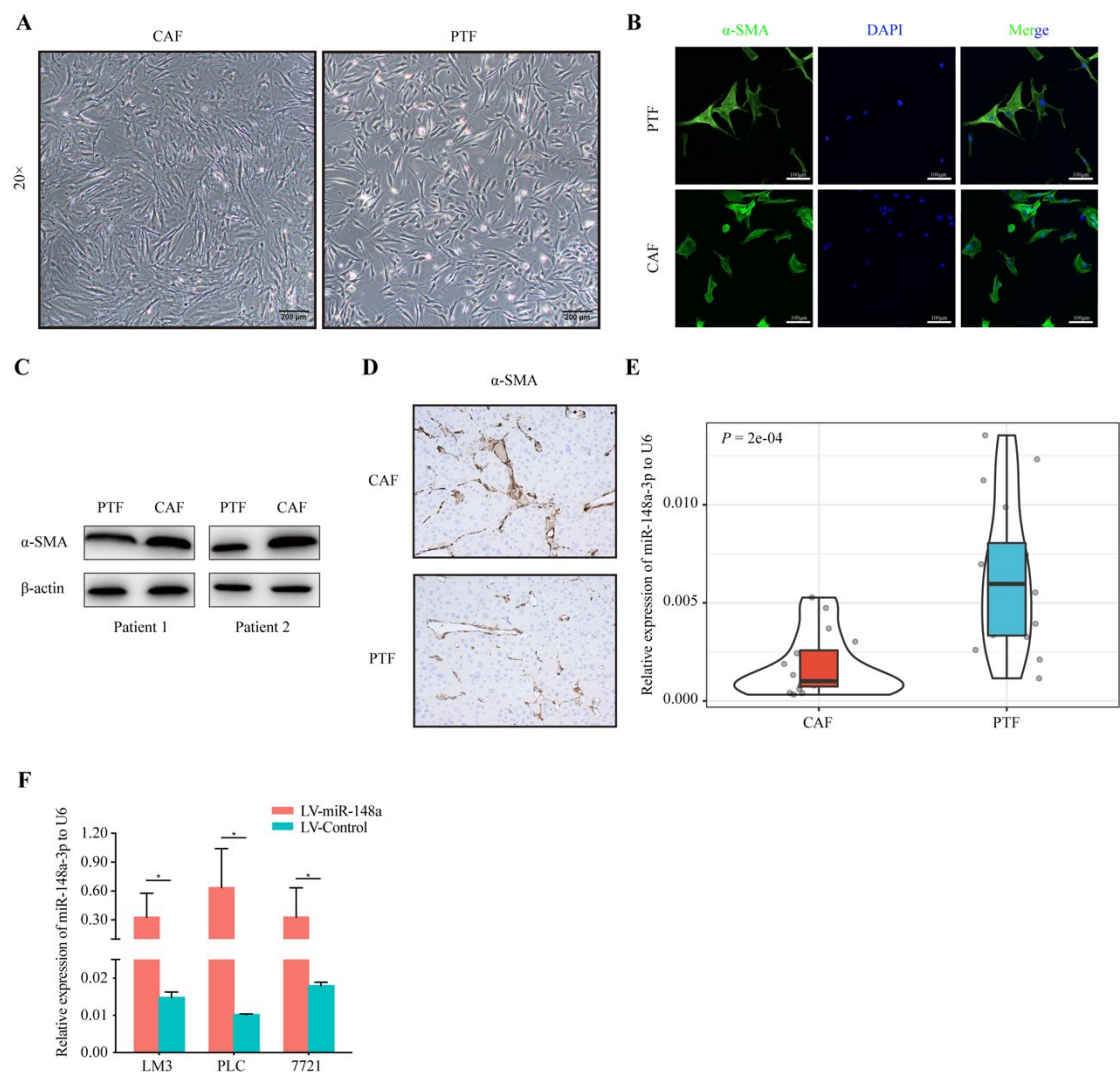 A
CAF PTF
20×
200 μm 200 μm
B
α-SMA DAPI Merge
PTF
100μm 100μm 100μm
CAF
100μm 100μm 100μm
C
PTF CAF PTF CAF
α-SMA
β-actin
Patient 1 Patient 2
D
α-SMA
CAF
PTF
E
Relative expression of miR-148a-3p to U6
P = 2e-04
0.010
0.005
0.000
CAF PTF
F
Relative expression of miR-148a-3p to U6
LV-miR-148a
LV-Control
1.20
0.90
0.60
0.30
0.02
0.01
0.00
* * *
LM3 PLC 7721